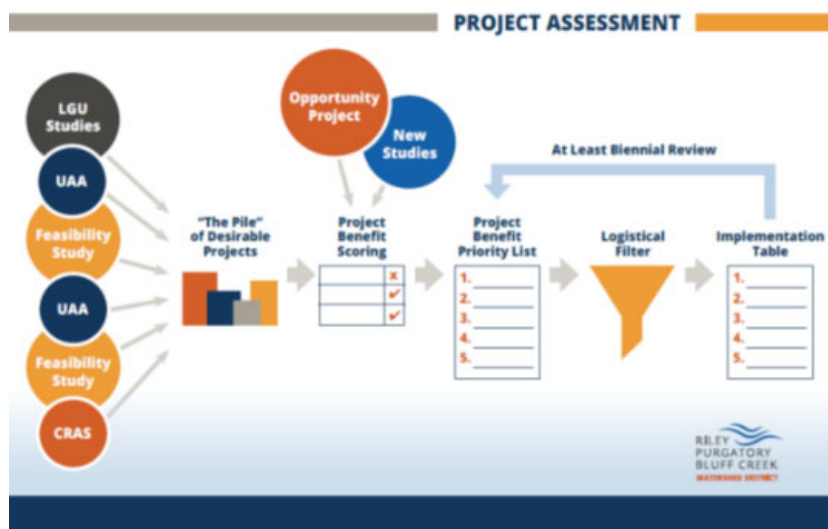 PROJECT ASSESSMENT
LGU
Studies
UAA
Feasibility
Study
UAA
Feasibility
Study
CRAS
"The Pile"
of Desirable
Projects
Opportunity
Project
New
Studies
Project
Benefit
Scoring
x
✓
✓
At Least Biennial Review
Project
Benefit
Priority List
1.
2.
3.
4.
5.
Logistical
Filter
Implementation
Table
1.
2.
3.
4.
5.
RILEY
PURGATORY
BLUFF CREEK
WATERSHED DISTRICT